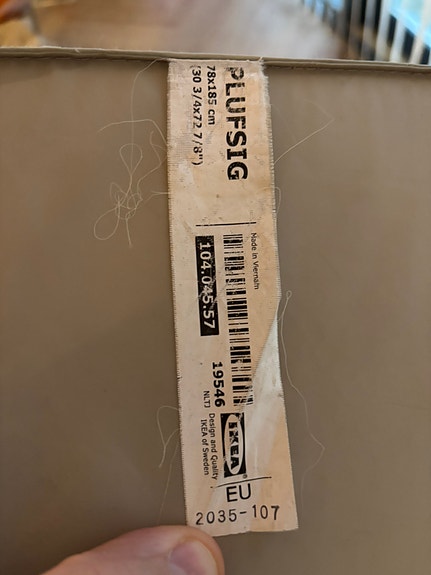 PLUFSIG
78x185 cm
(30 3/4x72 7/8")
Made in Vietnam
104.045.57
19546
NLTJ
IKEA
®
Design and Quality
IKEA of Sweden
EU
2035-107